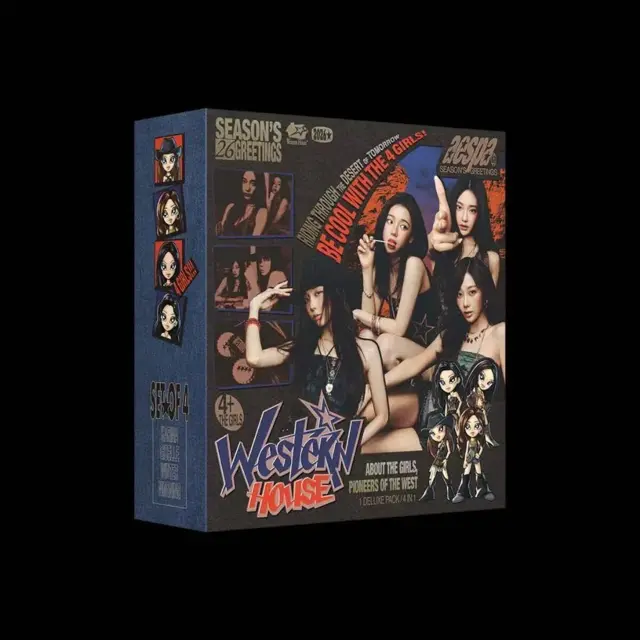 SEASON'S
26 GREETINGS
aespa
SEASON'S GREETINGS
RIDING THROUGH THE DESERT OF TOMORROW
BE COOL WITH THE 4 GIRLS!
SET OF 4
4+
THE GIRLS
Western
HOUSE
ABOUT THE GIRLS,
PIONEERS OF THE WEST
1 DELUXE PACK / 4 IN 1